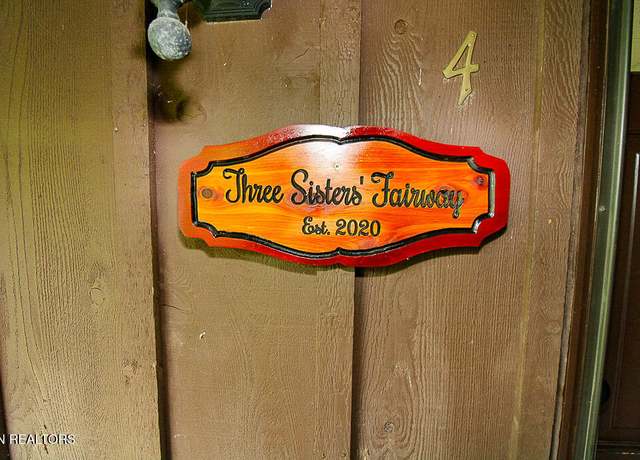 4
Three Sisters' Fairway
Est. 2020
N REALTORS